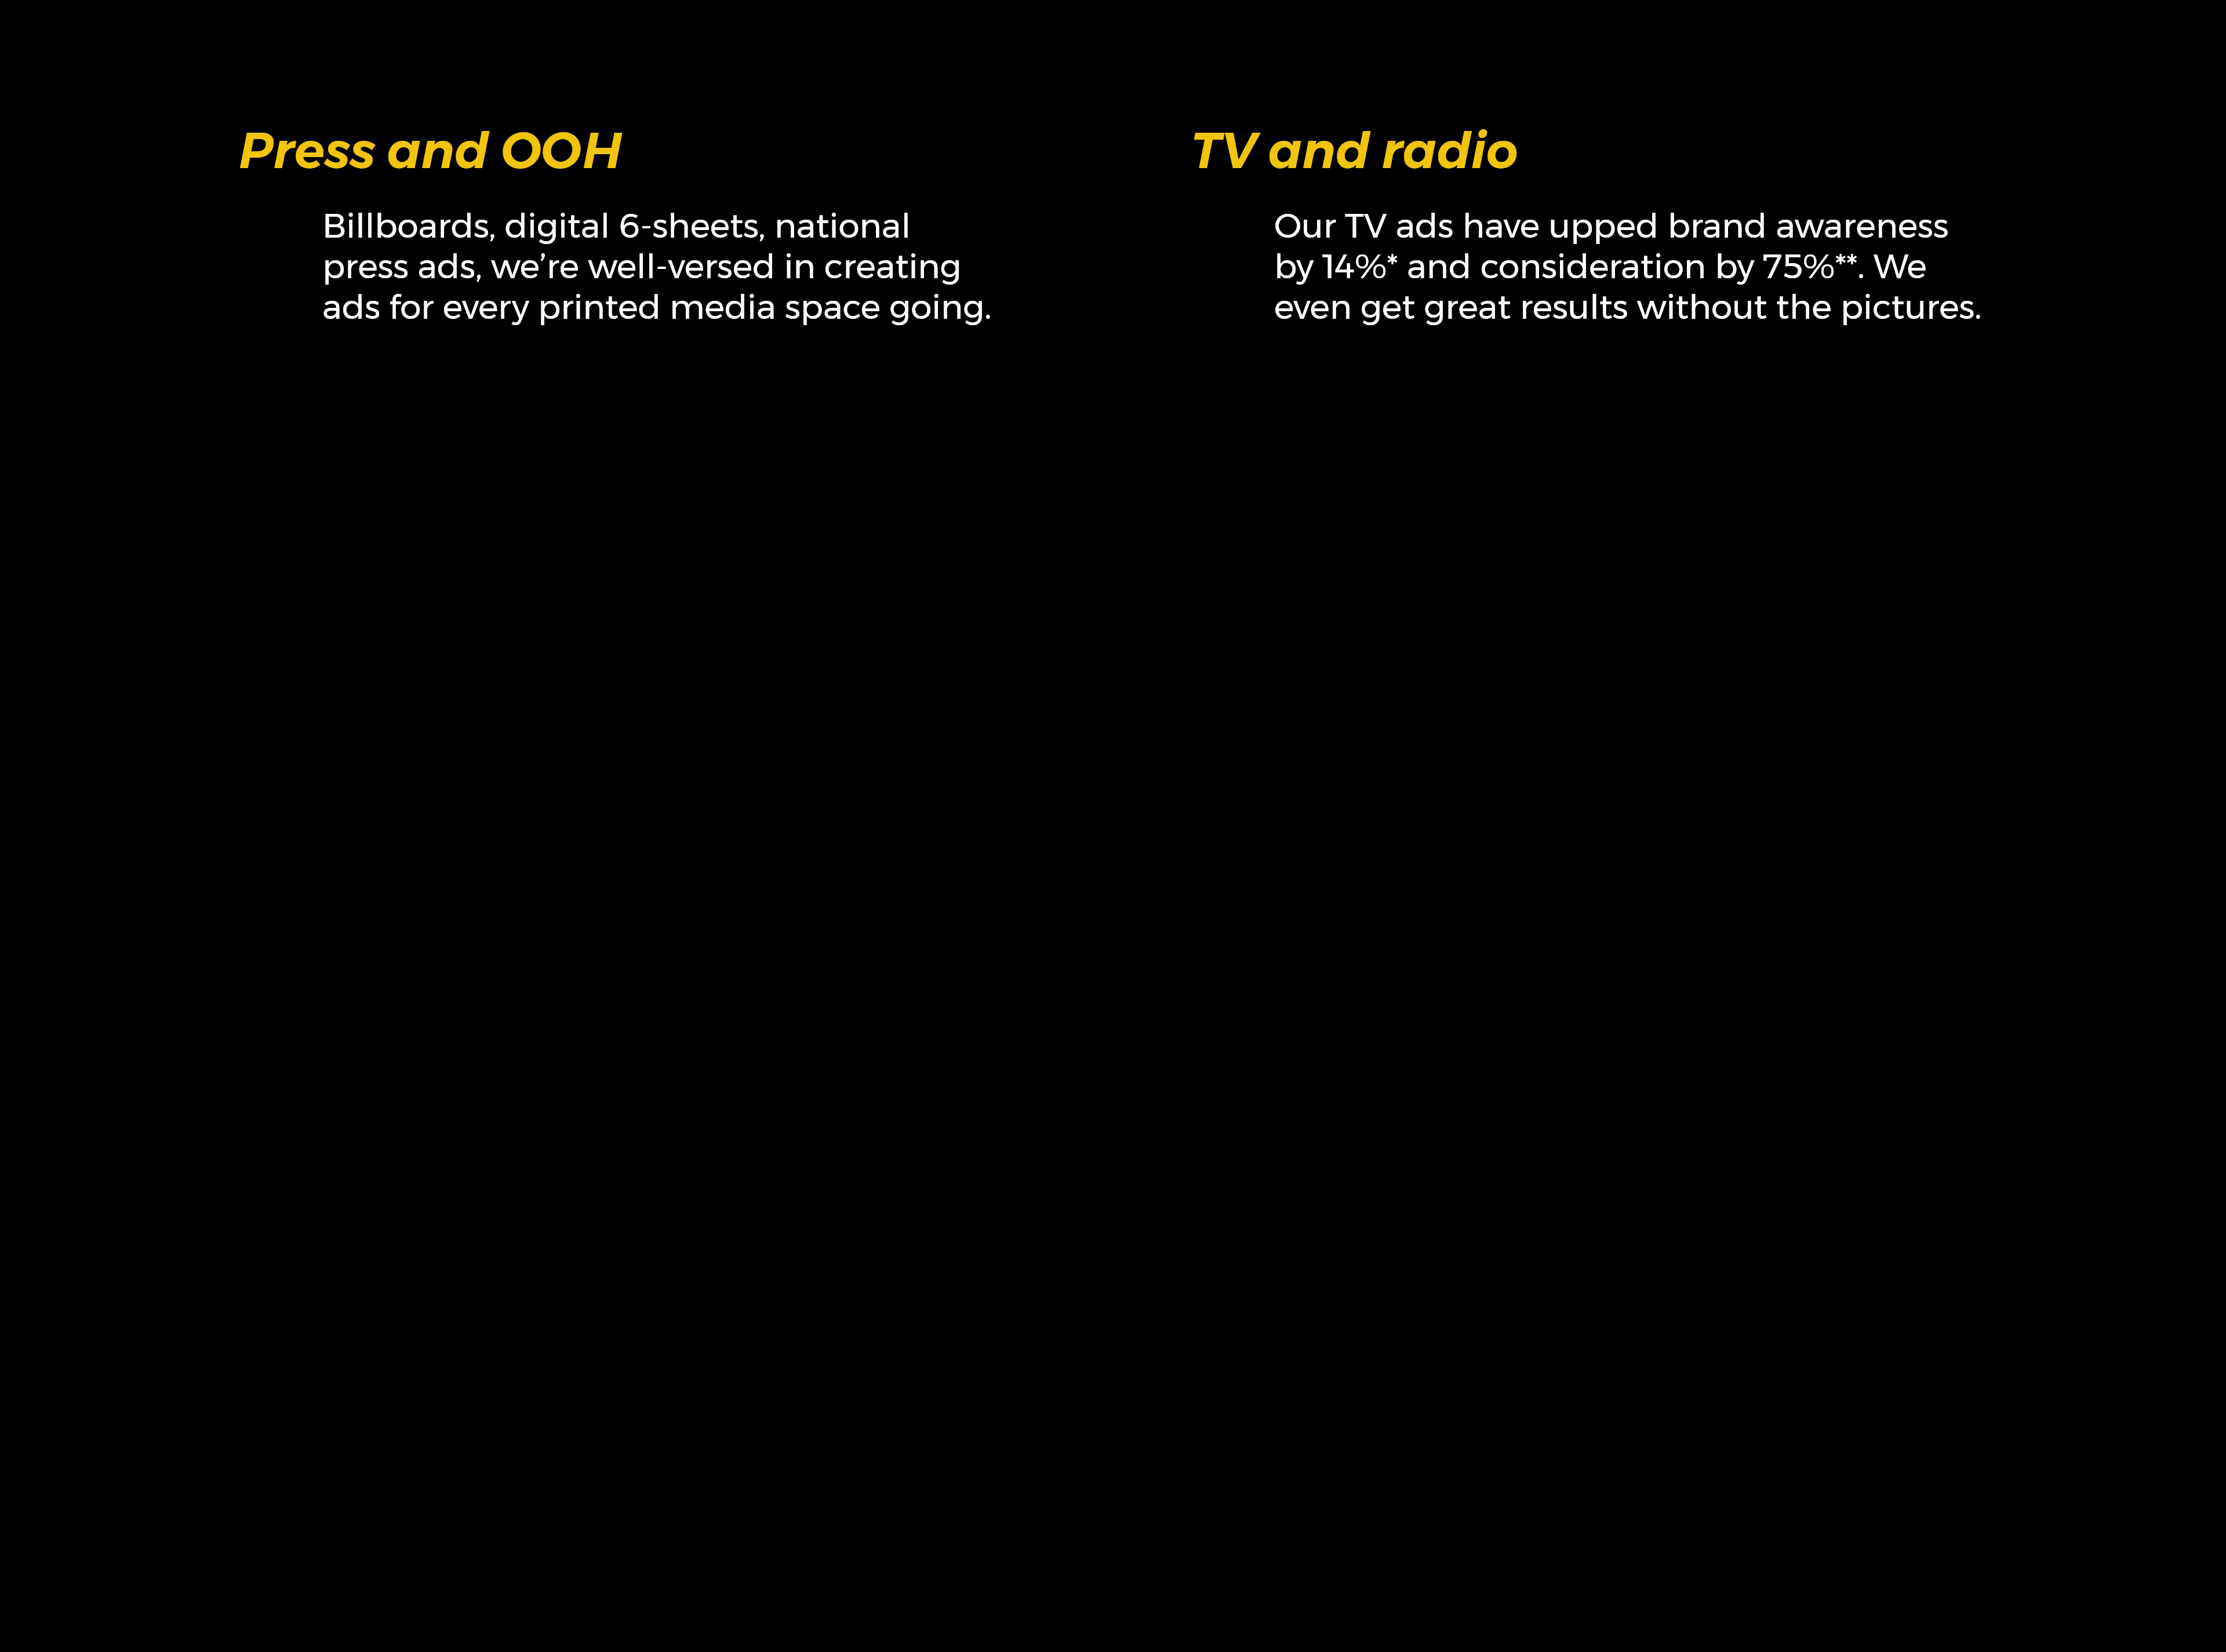 Press and OOH
Billboards, digital 6-sheets, national
press ads, we’re well-versed in creating
ads for every printed media space going.
TV and radio
Our TV ads have upped brand awareness
by 14%* and consideration by 75%**. We
even get great results without the pictures.